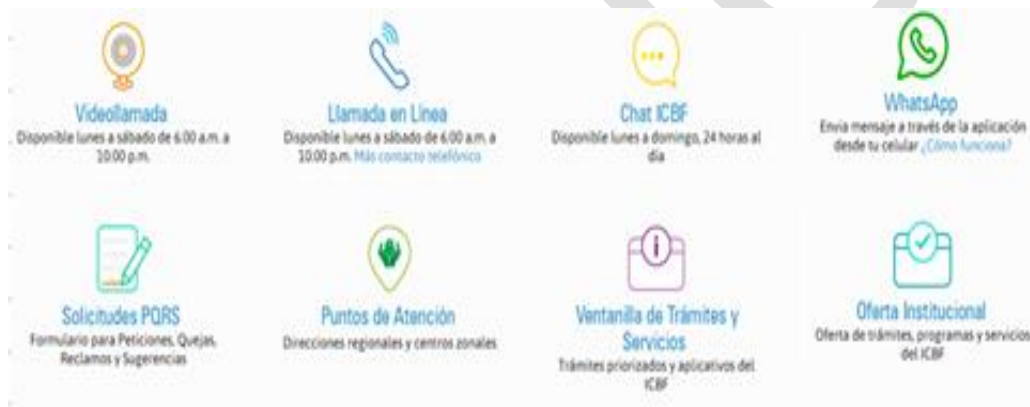 Videollamada
Disponible lunes a sábado de 6:00 a.m. a
10:00 p.m.
Llamada en Línea
Disponible lunes a sábado de 6:00 a.m. a
10:00 p.m. Más contacto telefónico
Chat ICBF
Disponible lunes a domingo, 24 horas al
día
WhatsApp
Envia mensaje a través de la aplicación
desde tu celular ¿Cómo funciona?
Solicitudes PQRS
Formulario para Peticiones, Quejas,
Reclamos y Sugerencias
Puntos de Atención
Direcciones regionales y centros zonales
Ventanilla de Trámites y
Servicios
Trámites priorizados y aplicativos del
ICBF
Oferta Institucional
Oferta de trámites, programas y servicios
del ICBF